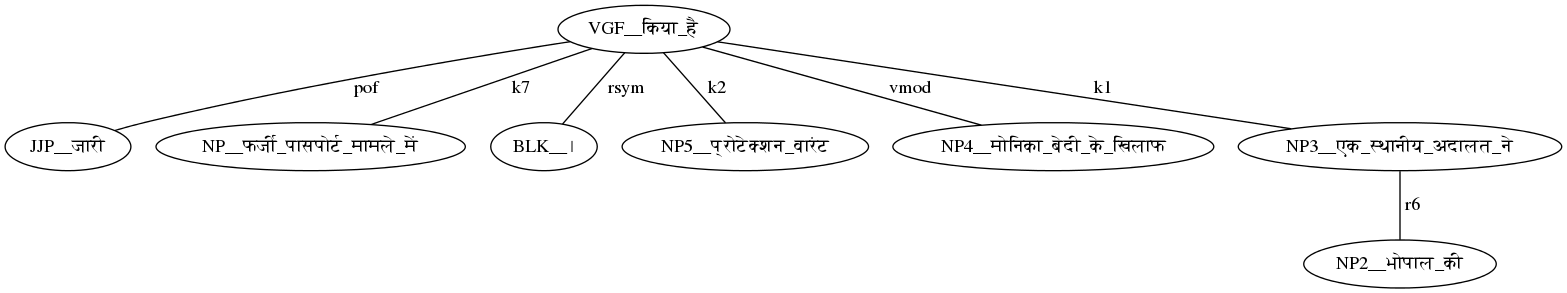 VGF__किया_है
pof k7 rsym k2 vmod k1
JJP__जारी NP__फर्जी_पासपोर्ट_मामले_में BLK__। NP5__प्रोटेक्शन_वारंट NP4__मोनिका_बेदी_के_खिलाफ NP3__एक_स्थानीय_अदालत_ने
r6
NP2__भोपाल_की